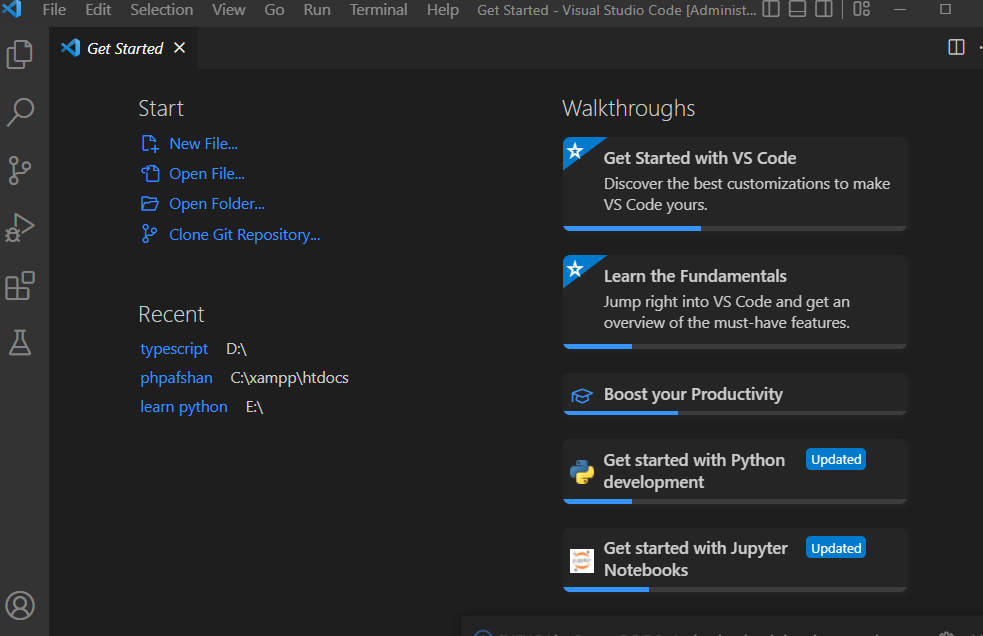 File Edit Selection View Go Run Terminal Help Get Started - Visual Studio Code [Administ...
Get Started
Start
New File...
Open File...
Open Folder...
Clone Git Repository...
Recent
typescript D:\
phpafshan C:\xampp\htdocs
learn python E:\
Walkthroughs
Get Started with VS Code
Discover the best customizations to make
VS Code yours.
Learn the Fundamentals
Jump right into VS Code and get an
overview of the must-have features.
Boost your Productivity
Get started with Python Updated
development
Get started with Jupyter Updated
Notebooks